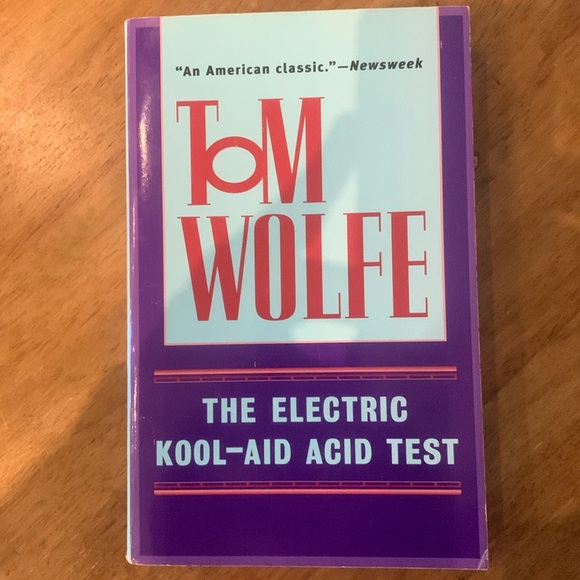 “An American classic.”—Newsweek
TOM
WOLFE
THE ELECTRIC
KOOL–AID ACID TEST